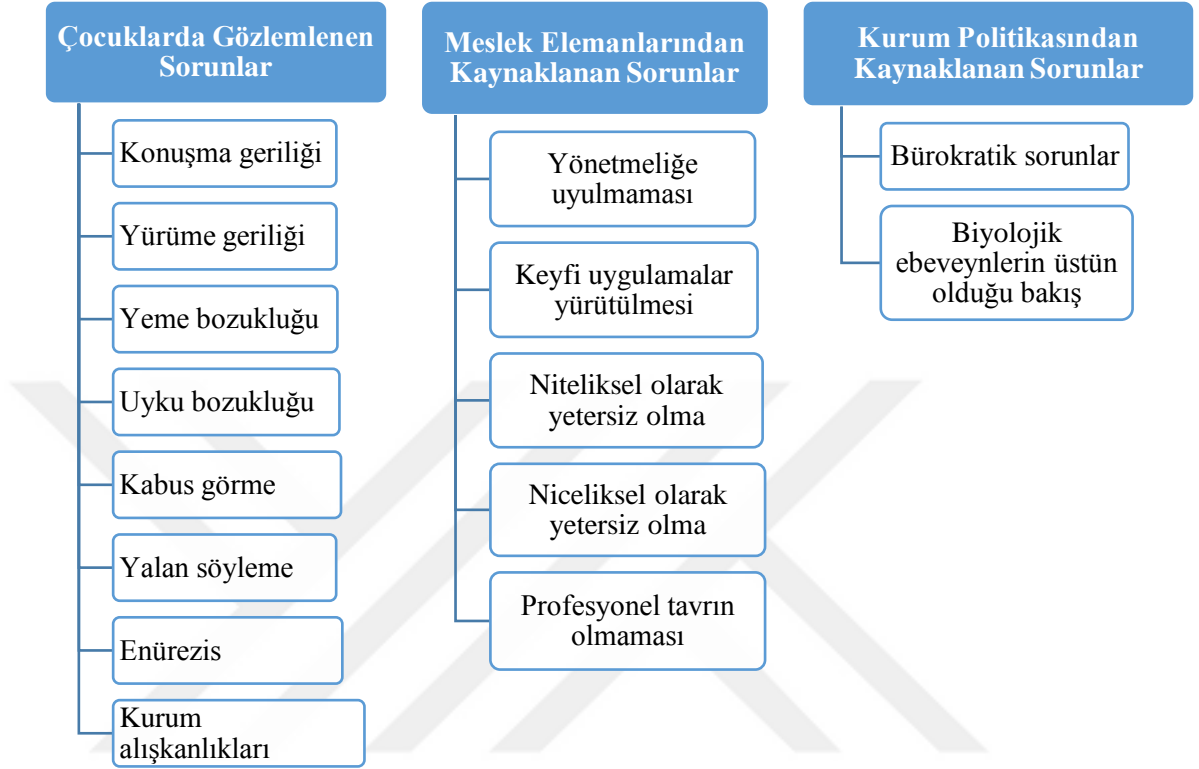 Çocuklarda Gözlemlenen
Sorunlar
Konuşma geriliği
Yürüme geriliği
Yeme bozukluğu
Uyku bozukluğu
Kabus görme
Yalan söyleme
Enürezis
Kurum
alışkanlıkları
Meslek Elemanlarından
Kaynaklanan Sorunlar
Yönetmeliğe
uyulmaması
Keyfi uygulamalar
yürütülmesi
Niteliksel olarak
yetersiz olma
Niceliksel olarak
yetersiz olma
Profesyonel tavrın
olmaması
Kurum Politikasından
Kaynaklanan Sorunlar
Bürokratik sorunlar
Biyolojik
ebeveynlerin üstün
olduğu bakış